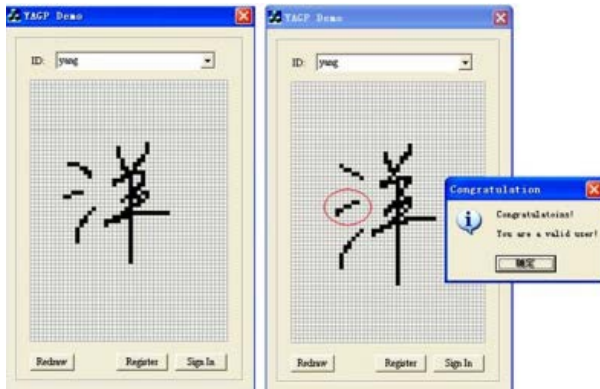 YAGP Demo
ID: yang
Redraw Register Sign In
YAGP Demo
ID: yang
Redraw Register Sign In
Congratulation
Congratulatoins!
You are a valid user!
确定